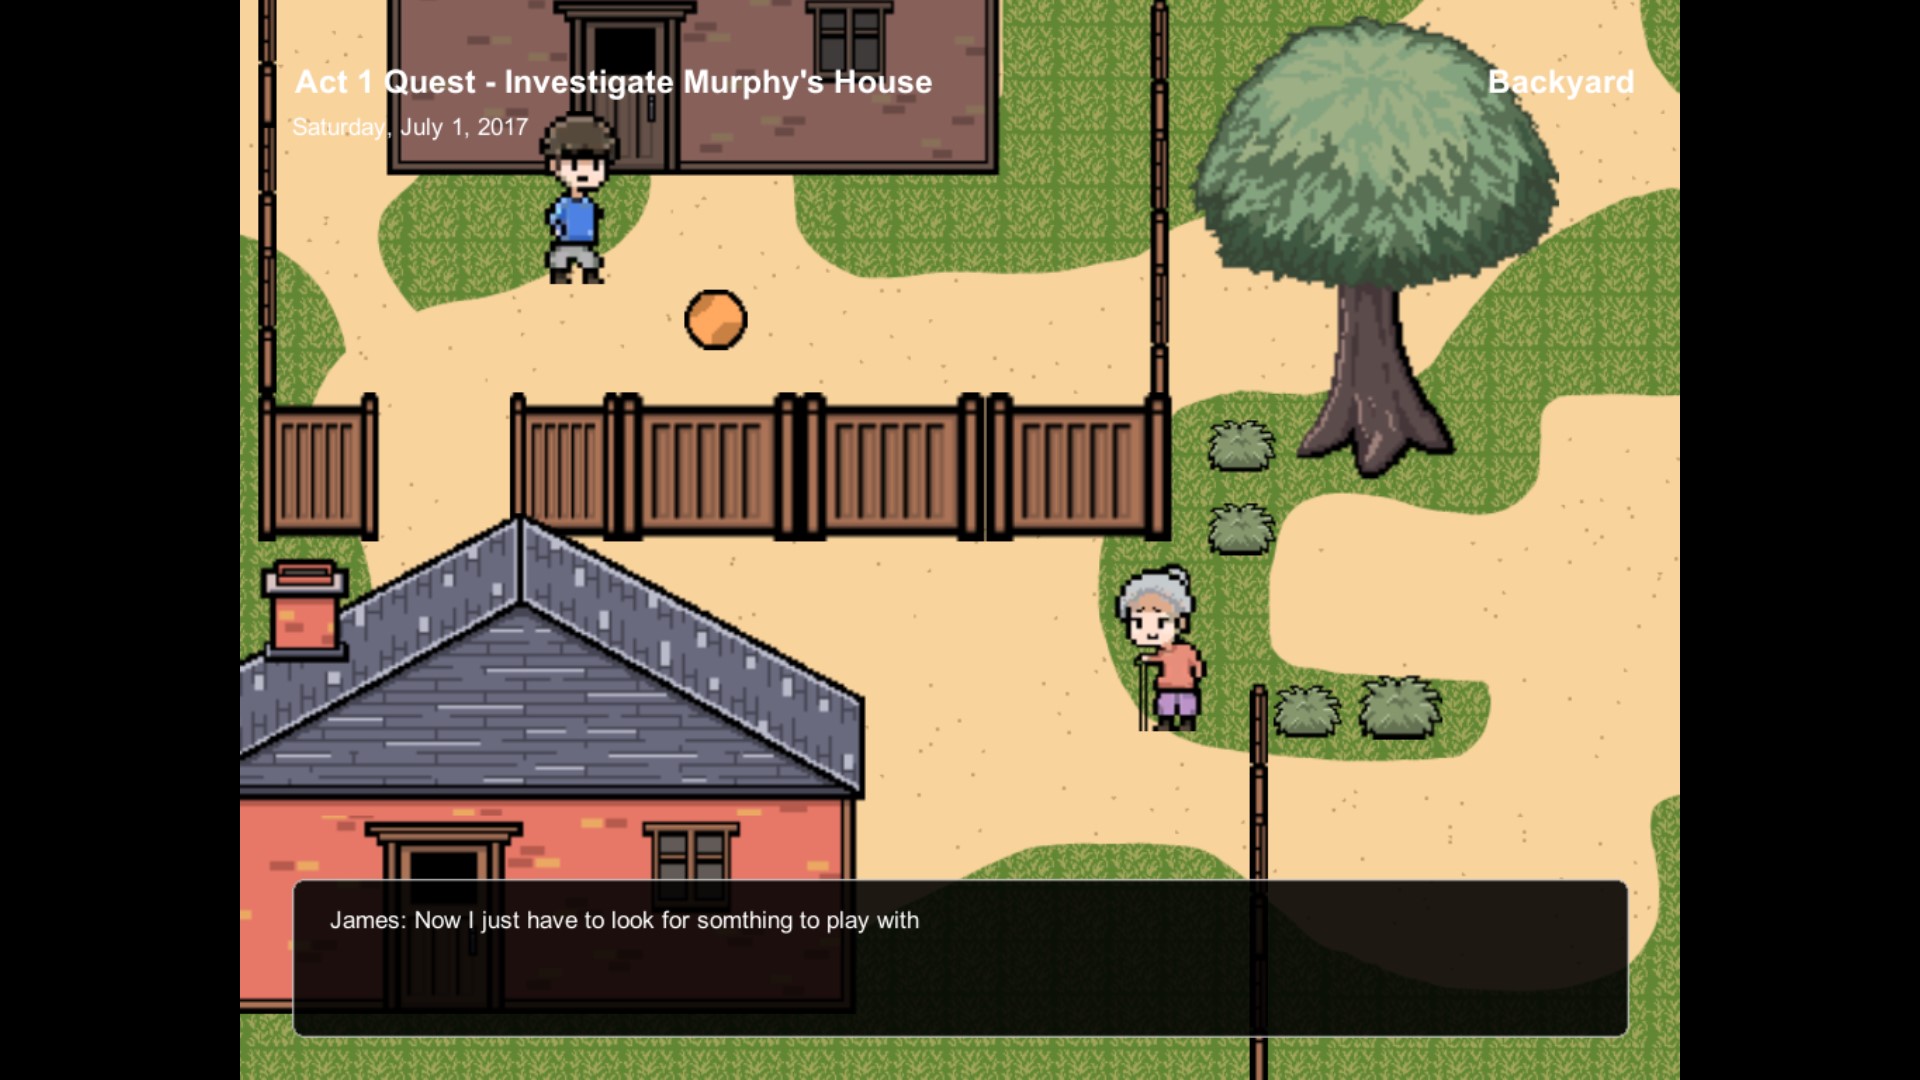 Act 1 Quest - Investigate Murphy's House
Backyard
Saturday, July 1, 2017
James: Now I just have to look for somthing to play with